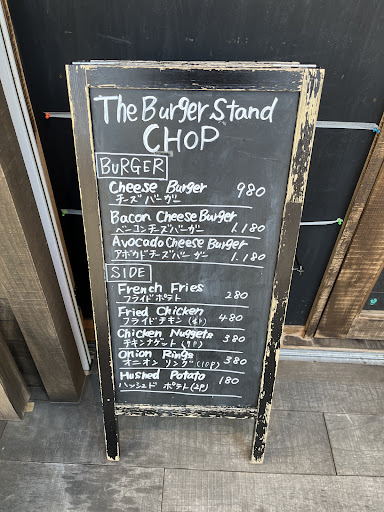 The Burger Stand
CHOP
BURGER
Cheese Burger 980
チーズバーガー
Bacon Cheese Burger
ベーコンチーズバーガー 1.180
Avocado Cheese Burger
アボカドチーズバーガー 1.180
SIDE
French Fries
フライドポテト 280
Fried Chicken
フライドチキン 480
Chicken Nuggets 380
チキンナゲット
Onion Rings 380
オニオンリング (10P)
Hushed Potato 180
ハッシュドポテト (2P)